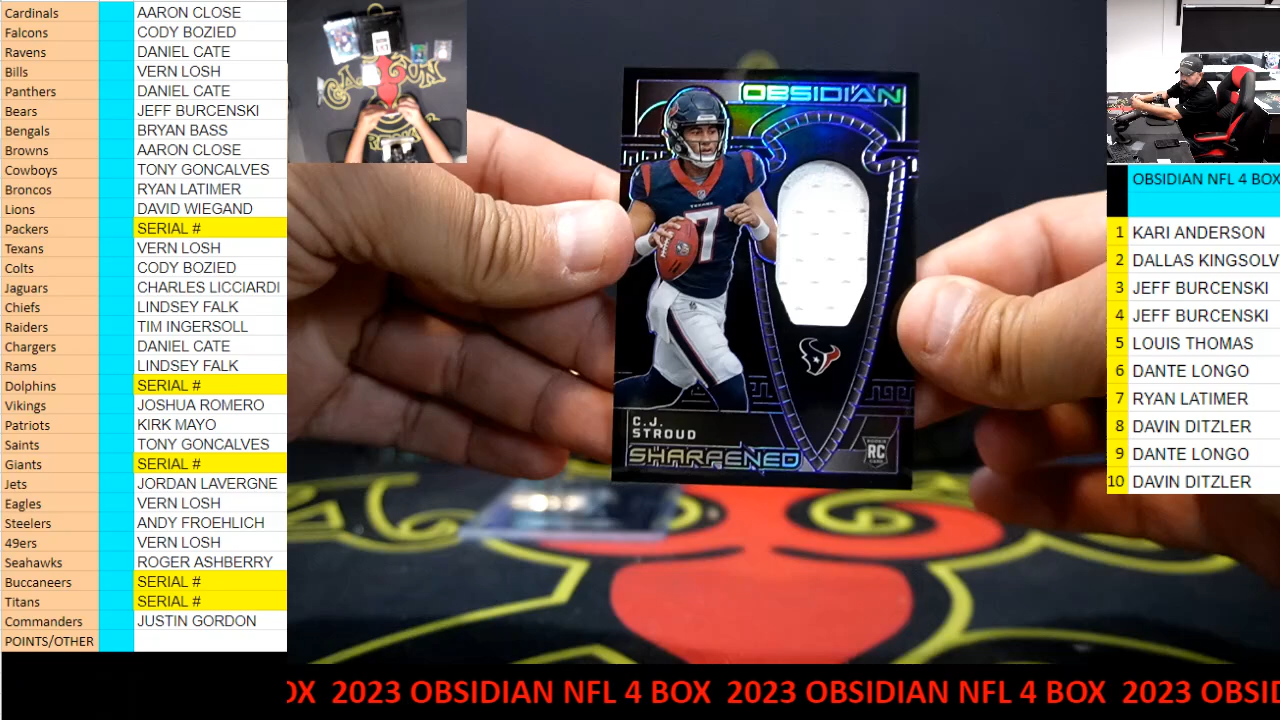 Cardinals AARON CLOSE
Falcons CODY BOZIED
Ravens DANIEL CATE
Bills VERN LOSH
Panthers DANIEL CATE
Bears JEFF BURCENSKI
Bengals BRYAN BASS
Browns AARON CLOSE
Cowboys TONY GONCALVES
Broncos RYAN LATIMER
Lions DAVID WIEGAND
Packers SERIAL #
Texans VERN LOSH
Colts CODY BOZIED
Jaguars CHARLES LICCIARDI
Chiefs LINDSEY FALK
Raiders TIM INGERSOLL
Chargers DANIEL CATE
Rams LINDSEY FALK
Dolphins SERIAL #
Vikings JOSHUA ROMERO
Patriots KIRK MAYO
Saints TONY GONCALVES
Giants SERIAL #
Jets JORDAN LAVERGNE
Eagles VERN LOSH
Steelers ANDY FROEHLICH
49ers VERN LOSH
Seahawks ROGER ASHBERRY
Buccaneers SERIAL #
Titans SERIAL #
Commanders JUSTIN GORDON
POINTS/OTHER
OBSIDIAN
TEXANS
7
C.J.
STROUD
SHARPENED
ROOKIE
RC
OBSIDIAN NFL 4 BOX
1 KARI ANDERSON
2 DALLAS KINGSOLV
3 JEFF BURCENSKI
4 JEFF BURCENSKI
5 LOUIS THOMAS
6 DANTE LONGO
7 RYAN LATIMER
8 DAVIN DITZLER
9 DANTE LONGO
10 DAVIN DITZLER
OX 2023 OBSIDIAN NFL 4 BOX 2023 OBSIDIAN NFL 4 BOX 2023 OBSI